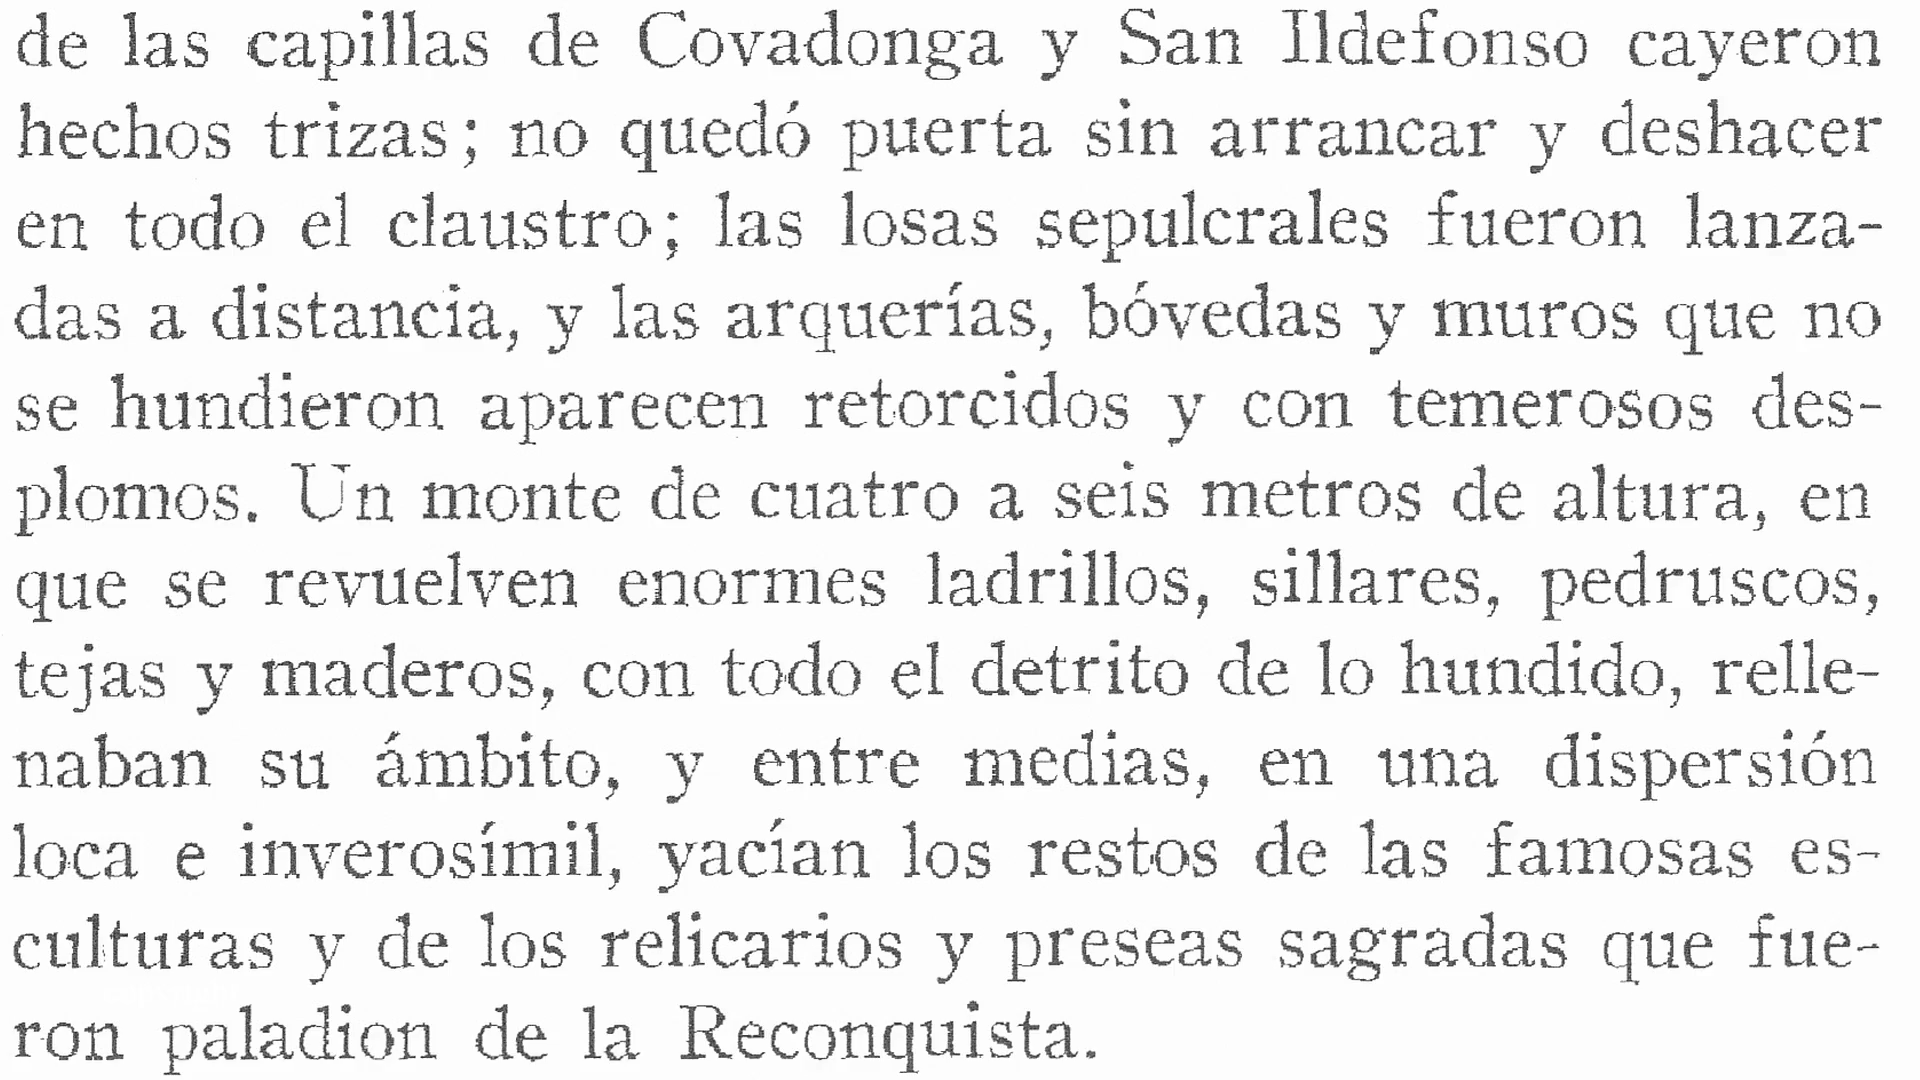 de las capillas de Covadonga y San Ildefonso cayeron
hechos trizas; no quedó puerta sin arrancar y deshacer
en todo el claustro; las losas sepulcrales fueron lanza-
das a distancia, y las arquerías, bóvedas y muros que no
se hundieron aparecen retorcidos y con temerosos des-
plomos. Un monte de cuatro a seis metros de altura, en
que se revuelven enormes ladrillos, sillares, pedruscos,
tejas y maderos, con todo el detrito de lo hundido, relle-
naban su ámbito, y entre medias, en una dispersión
loca e inverosímil, yacían los restos de las famosas es-
culturas y de los relicarios y preseas sagradas que fue-
ron paladion de la Reconquista.